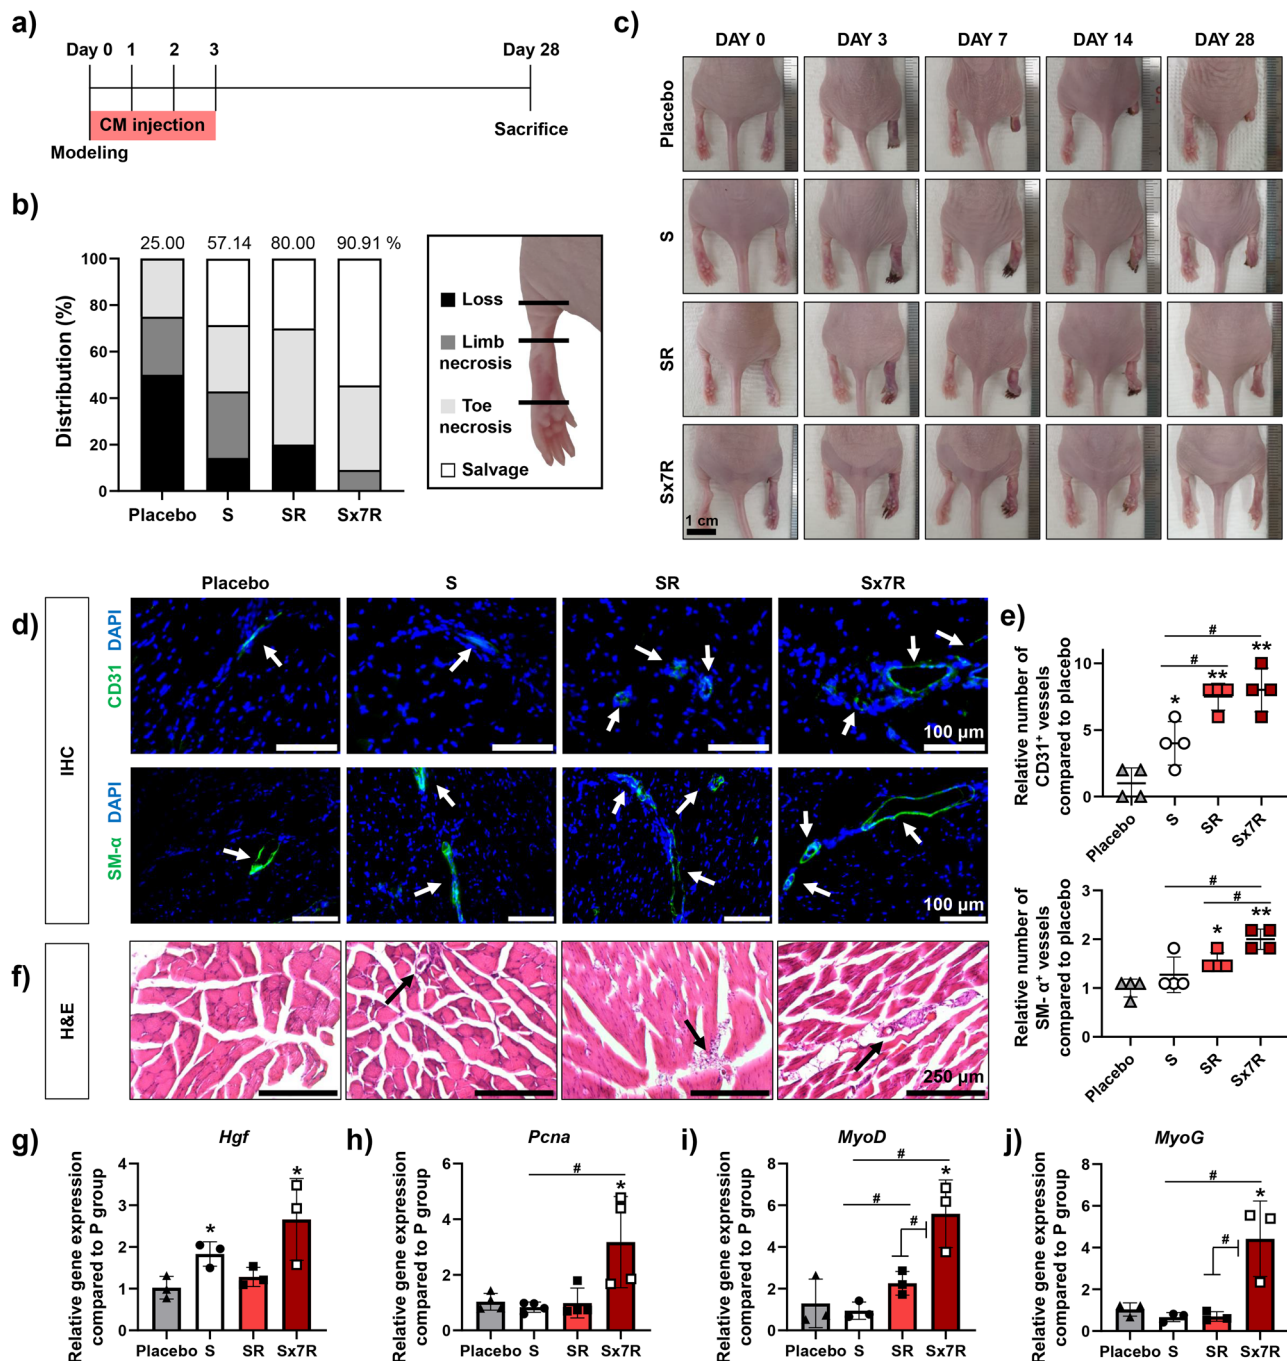 a)
Day 0 1 2 3 Day 28
CM injection
Modeling
Sacrifice
b)
25.00 57.14 80.00 90.91 %
Distribution (%)
100
80
60
40
20
0
Placebo S SR Sx7R
Loss
Limb
necrosis
Toe
necrosis
Salvage
c)
DAY 0 DAY 3 DAY 7 DAY 14 DAY 28
Placebo
S
SR
Sx7R
1 cm
d)
Placebo S SR Sx7R
IHC
CD31 DAPI
100 µm
SM-α DAPI
100 µm
e)
Relative number of
CD31⁺ vessels
compared to placebo
10
5
0
* ** **
# #
Placebo S SR Sx7R
Relative number of
SM- α⁺ vessels
compared to placebo
3
2
1
0
* **
# #
Placebo S SR Sx7R
f)
H&E
250 µm
g)
Hgf
Relative gene expression
compared to P group
4
3
2
1
0
* *
Placebo S SR Sx7R
h)
Pcna
Relative gene expression
compared to P group
6
4
2
0
# *
Placebo S SR Sx7R
i)
MyoD
Relative gene expression
compared to P group
8
6
4
2
0
# # # *
Placebo S SR Sx7R
j)
MyoG
Relative gene expression
compared to P group
8
6
4
2
0
# # *
Placebo S SR Sx7R